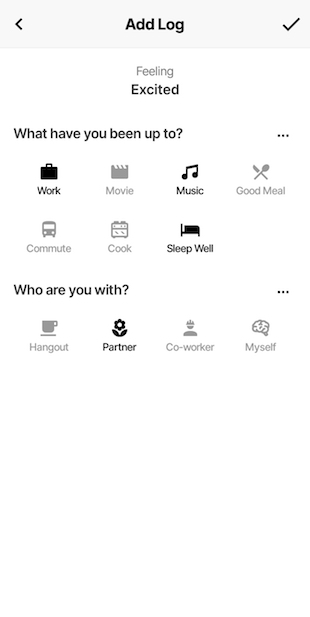 Add Log
Feeling
Excited
What have you been up to?
Work Movie Music Good Meal
Commute Cook Sleep Well
Who are you with?
Hangout Partner Co-worker Myself